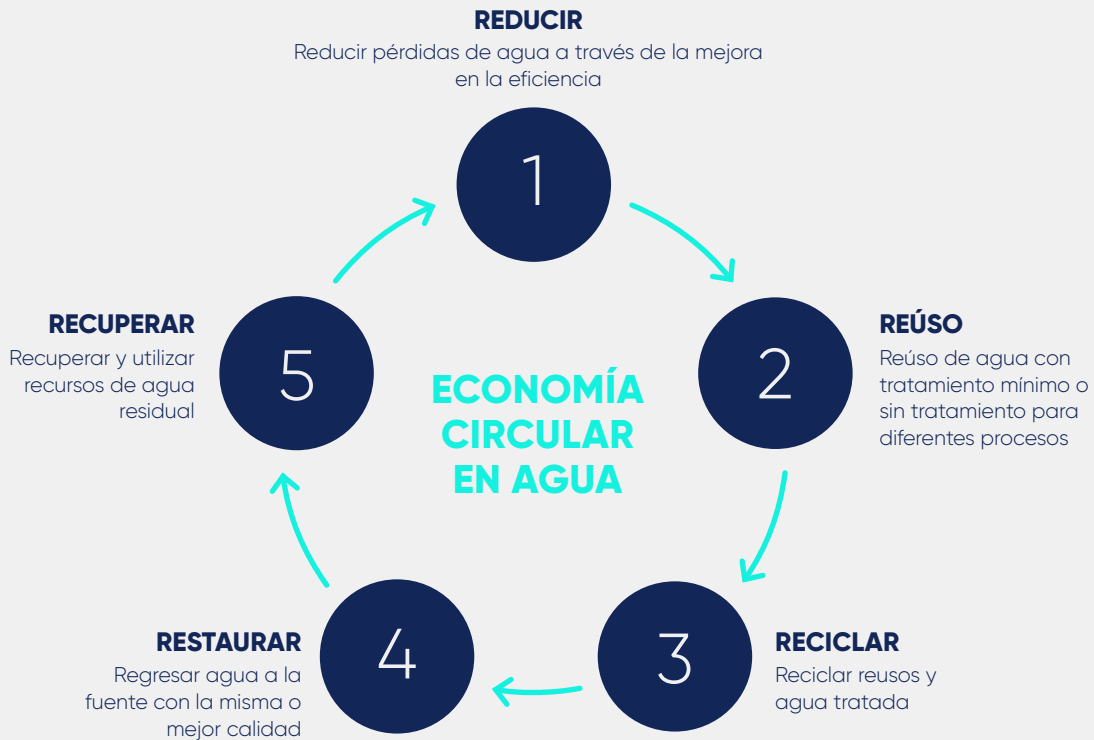 REDUCIR
Reducir pérdidas de agua a través de la mejora
en la eficiencia
1
2
REÚSO
Reúso de agua con
tratamiento mínimo o
sin tratamiento para
diferentes procesos
3
RECICLAR
Reciclar reusos y
agua tratada
4
RESTAURAR
Regresar agua a la
fuente con la misma o
mejor calidad
5
RECUPERAR
Recuperar y utilizar
recursos de agua
residual
ECONOMÍA
CIRCULAR
EN AGUA